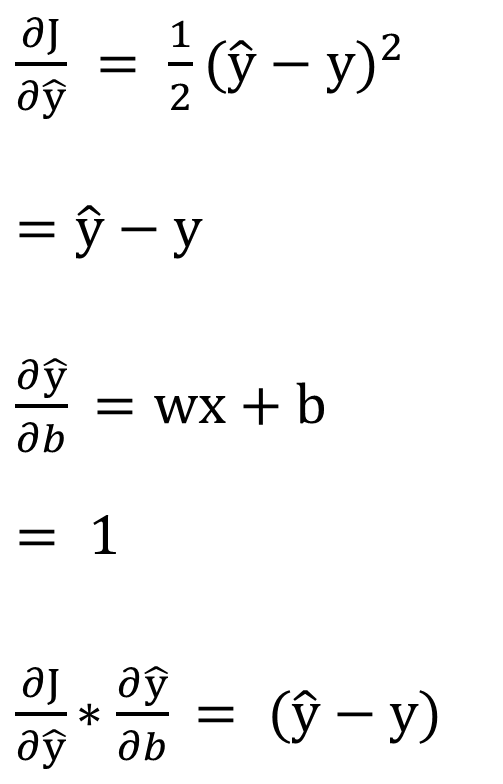 ∂J/∂ŷ = 1/2 (ŷ − y)²
= ŷ − y
∂ŷ/∂b = wx + b
= 1
∂J/∂ŷ * ∂ŷ/∂b = (ŷ − y)